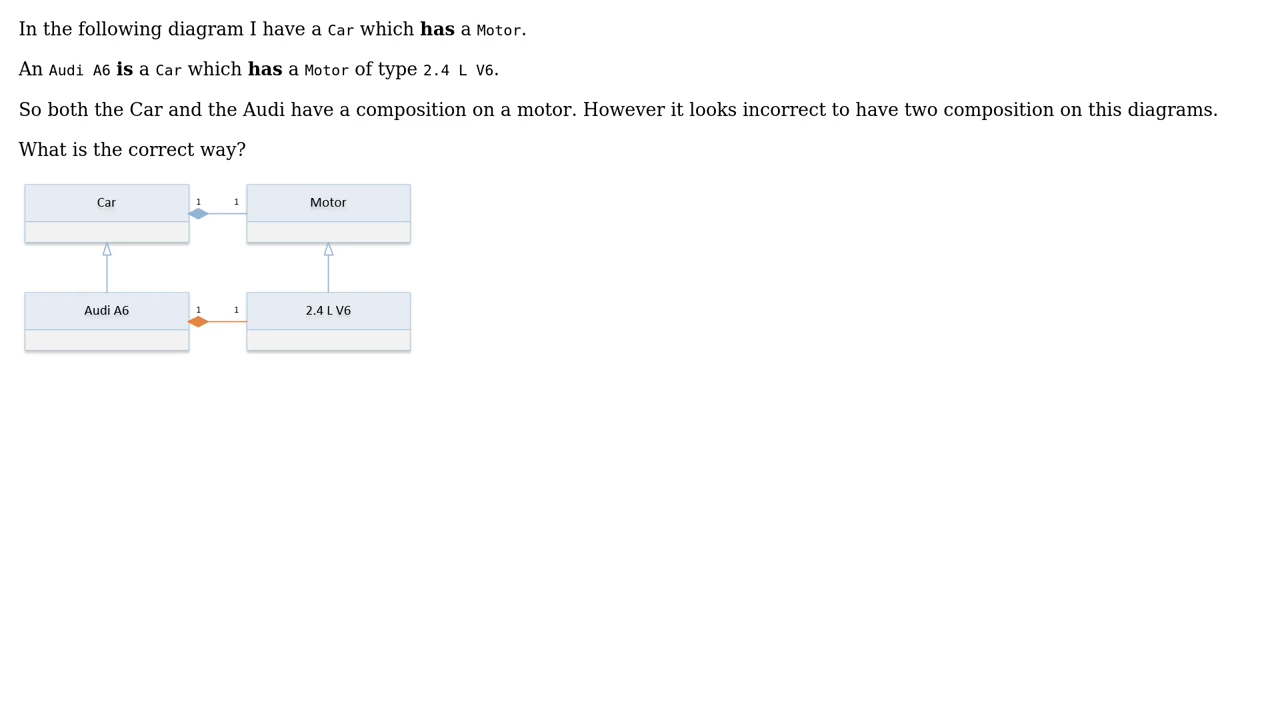 In the following diagram I have a Car which has a Motor.
An Audi A6 is a Car which has a Motor of type 2.4 L V6.
So both the Car and the Audi have a composition on a motor. However it looks incorrect to have two composition on this diagrams.
What is the correct way?
Car 1 1 Motor
Audi A6 1 1 2.4 L V6